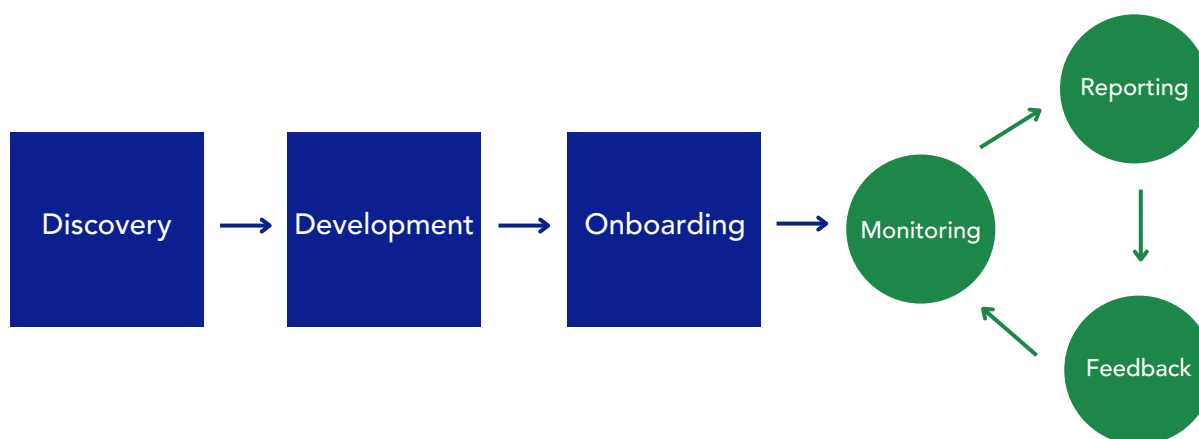 Discovery
Development
Onboarding
Monitoring
Reporting
Feedback